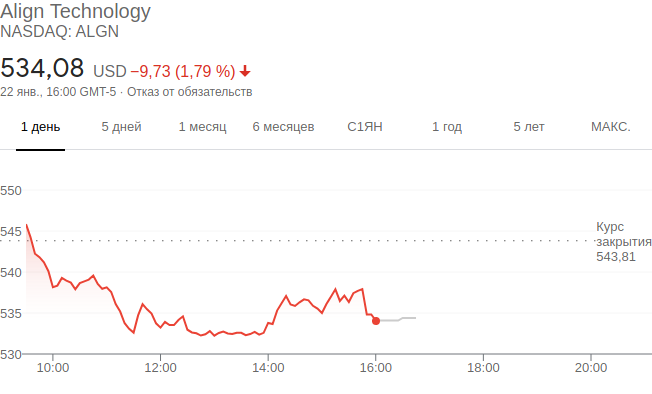 Align Technology
NASDAQ: ALGN
534,08 USD −9,73 (1,79 %)
22 янв., 16:00 GMT-5 · Отказ от обязательств
1 день 5 дней 1 месяц 6 месяцев С1ЯН 1 год 5 лет МАКС.
550
545
Курс
закрытия
543,81
540
535
530
10:00 12:00 14:00 16:00 18:00 20:00